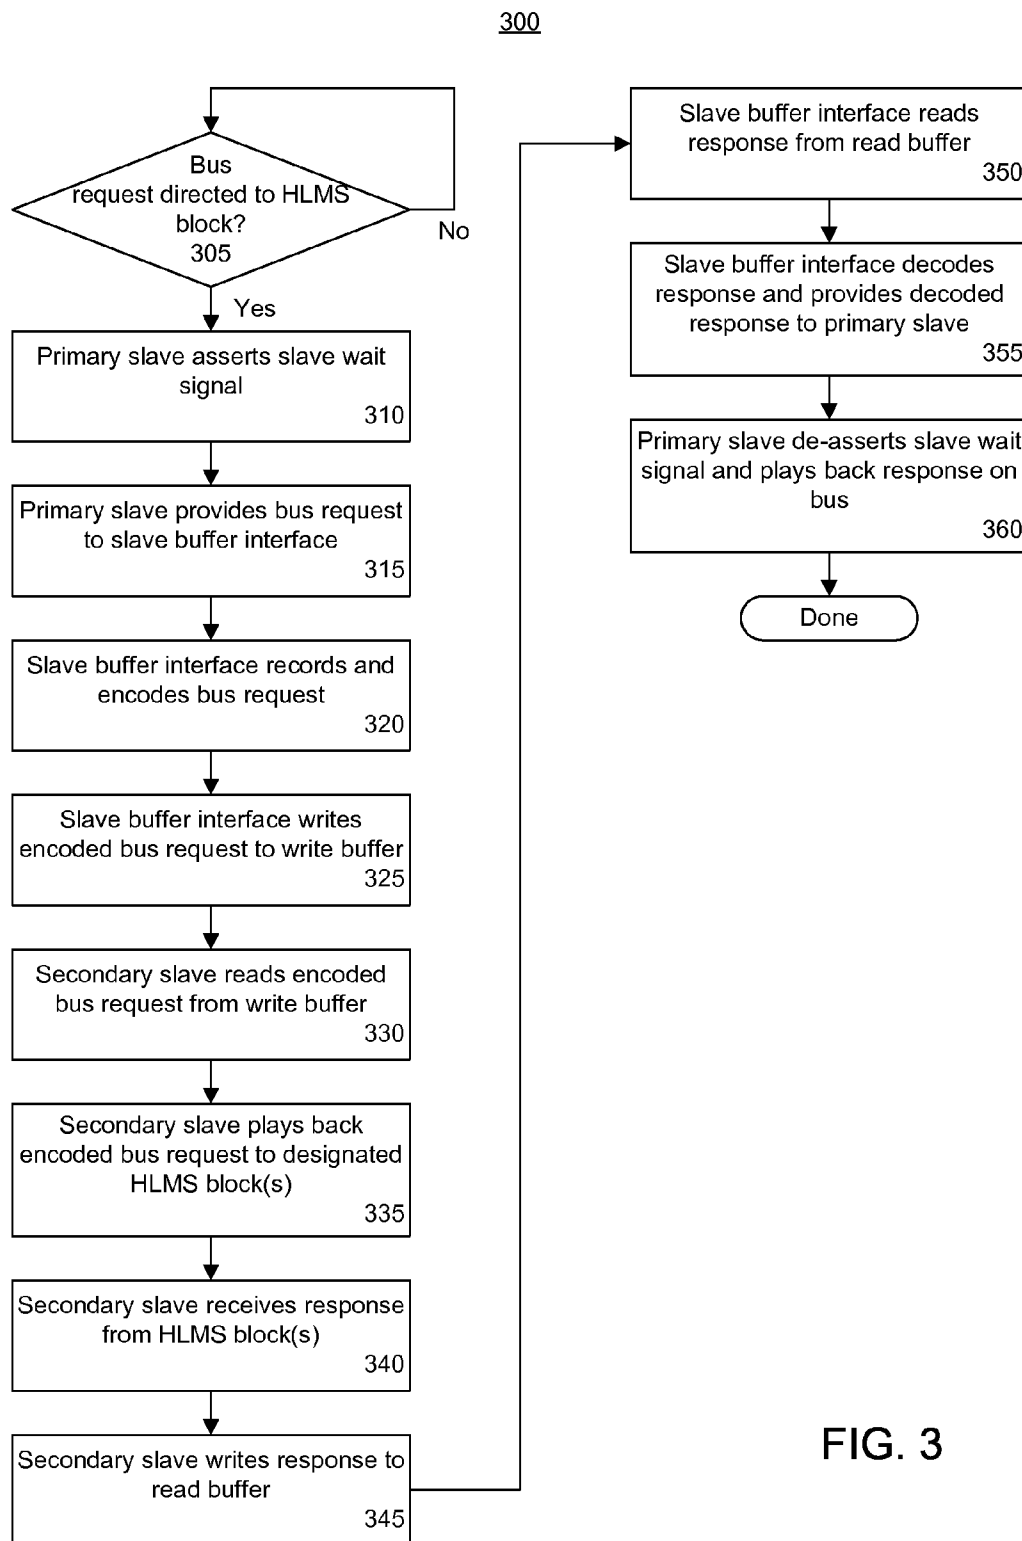 300
Bus
request directed to HLMS
block?
305
No
Yes
Primary slave asserts slave wait
signal
310
Primary slave provides bus request
to slave buffer interface
315
Slave buffer interface records and
encodes bus request
320
Slave buffer interface writes
encoded bus request to write buffer
325
Secondary slave reads encoded
bus request from write buffer
330
Secondary slave plays back
encoded bus request to designated
HLMS block(s)
335
Secondary slave receives response
from HLMS block(s)
340
Secondary slave writes response to
read buffer
345
Slave buffer interface reads
response from read buffer
350
Slave buffer interface decodes
response and provides decoded
response to primary slave
355
Primary slave de-asserts slave wait
signal and plays back response on
bus
360
Done
FIG. 3